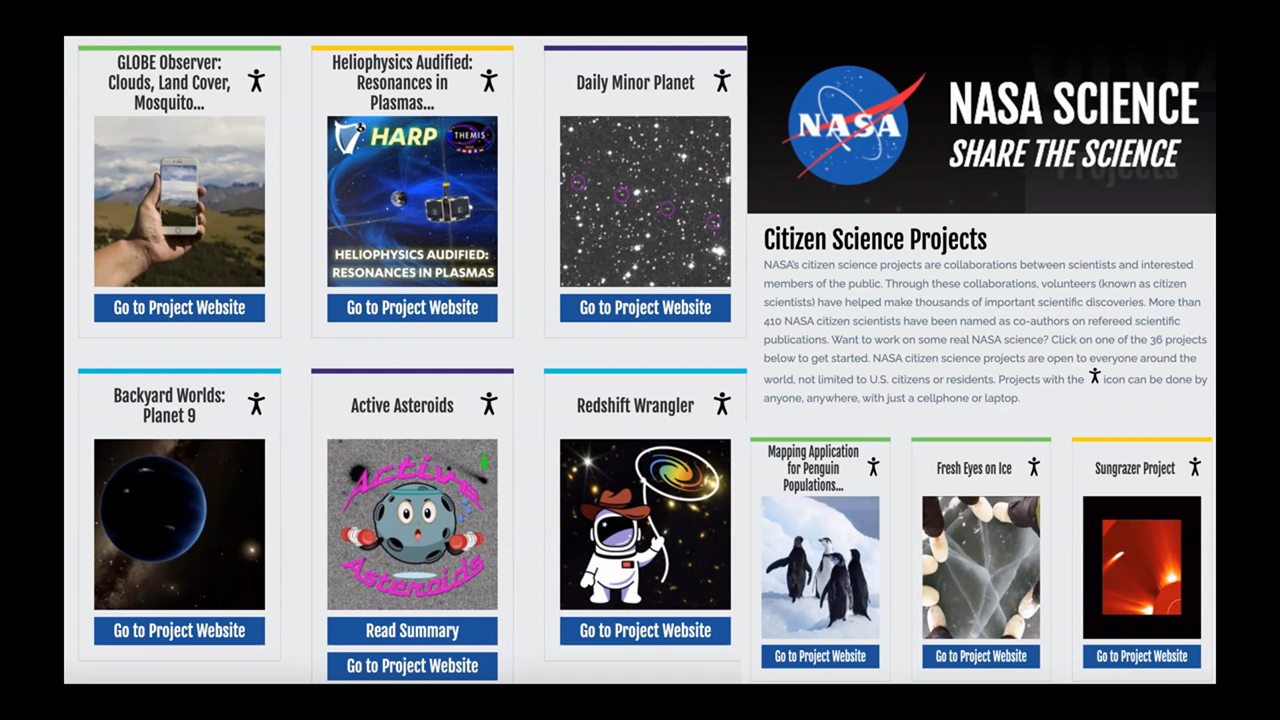 GLOBE Observer:
Clouds, Land Cover,
Mosquito...
Go to Project Website
Heliophysics Audified:
Resonances in
Plasmas...
HARP
THEMIS
HELIOPHYSICS AUDIFIED:
RESONANCES IN PLASMAS
Go to Project Website
Daily Minor Planet
Go to Project Website
Backyard Worlds:
Planet 9
Go to Project Website
Active Asteroids
Active
Asteroids
Read Summary
Go to Project Website
Redshift Wrangler
Go to Project Website
NASA
NASA SCIENCE
SHARE THE SCIENCE
Projects
Citizen Science Projects
NASA's citizen science projects are collaborations between scientists and interested
members of the public. Through these collaborations, volunteers (known as citizen
scientists) have helped make thousands of important scientific discoveries. More than
410 NASA citizen scientists have been named as co-authors on refereed scientific
publications. Want to work on some real NASA science? Click on one of the 36 projects
below to get started. NASA citizen science projects are open to everyone around the
world, not limited to U.S. citizens or residents. Projects with the icon can be done by
anyone, anywhere, with just a cellphone or laptop.
Mapping Application
for Penguin
Populations...
Go to Project Website
Fresh Eyes on Ice
Go to Project Website
Sungrazer Project
Go to Project Website